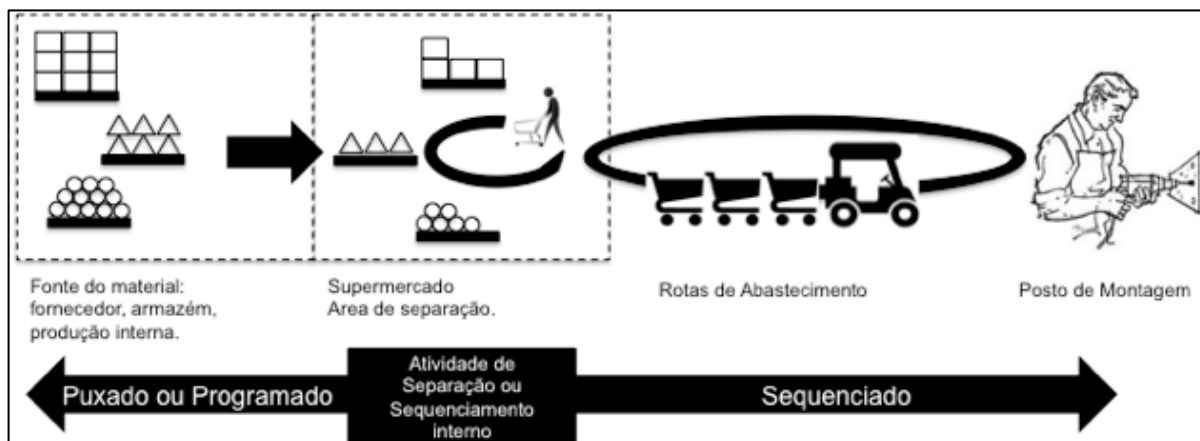 Fonte do material:
fornecedor, armazém,
produção interna.
Supermercado
Area de separação.
Rotas de Abastecimento
Posto de Montagem
Puxado ou Programado
Atividade de
Separação ou
Sequenciamento
interno
Sequenciado